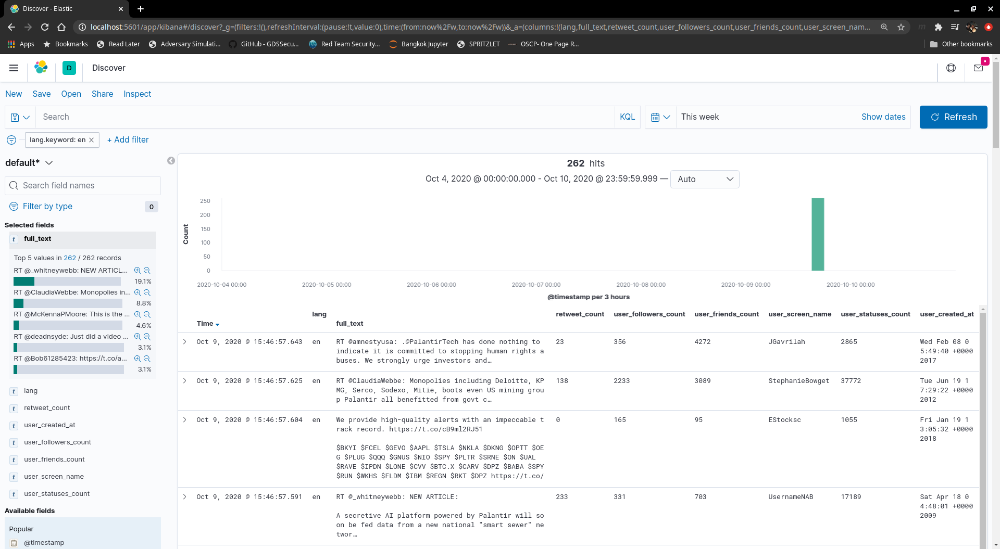 Discover - Elastic
localhost:5601/app/kibana#/discover?_g=(filters:!(),refreshInterval:(pause:!t,value:0),time:(from:now%2Fw,to:now%2Fw))&_a=(columns:!(lang,full_text,retweet_count,user_followers_count,user_friends_count,user_screen_nam...
Apps Bookmarks Read Later Adversary Simulati... GitHub - GDSSecu... Red Team Security... Bangkok Jupyter SPRITZLET OSCP- One Page R... Other bookmarks
D Discover
New Save Open Share Inspect
Search KQL This week Show dates Refresh
lang.keyword: en + Add filter
default*
Search field names
Filter by type 0
Selected fields
t full_text
Top 5 values in 262 / 262 records
RT @_whitneywebb: NEW ARTICL...
19.1%
RT @ClaudiaWebbe: Monopolies in...
8.8%
RT @McKennaPMoore: This is the ...
4.6%
RT @deadnsyde: Just did a video ...
3.1%
RT @Bob61285423: https://t.co/a...
3.1%
t lang
t retweet_count
t user_created_at
t user_followers_count
t user_friends_count
t user_screen_name
t user_statuses_count
Available fields
Popular
@timestamp
262 hits
Oct 4, 2020 @ 00:00:00.000 - Oct 10, 2020 @ 23:59:59.999 — Auto
Count
250
200
150
100
50
0
2020-10-04 00:00 2020-10-05 00:00 2020-10-06 00:00 2020-10-07 00:00 2020-10-08 00:00 2020-10-09 00:00 2020-10-10 00:00
@timestamp per 3 hours
Time lang full_text retweet_count user_followers_count user_friends_count user_screen_name user_statuses_count user_created_at
Oct 9, 2020 @ 15:46:57.643 en RT @amnestyusa: .@PalantirTech has done nothing to 23 356 4272 JGavrilah 2865 Wed Feb 08 0
indicate it is committed to stopping human rights a 5:49:40 +0000
buses. We strongly urge investors and… 2017
Oct 9, 2020 @ 15:46:57.625 en RT @ClaudiaWebbe: Monopolies including Deloitte, KP 138 2233 3089 StephanieBowget 37772 Tue Jun 19 1
MG, Serco, Sodexo, Mitie, boots even US mining grou 7:29:22 +0000
p Palantir all benefitted from govt c… 2012
Oct 9, 2020 @ 15:46:57.604 en We provide high-quality alerts with an impeccable t 0 165 95 EStocksc 1055 Fri Jan 19 1
rack record. https://t.co/cB9ml2RJ51 3:05:32 +0000
2018
$BKYI $FCEL $GEVO $AAPL $TSLA $NKLA $DKNG $OPTT $OE
G $PLUG $QQQ $GNUS $NIO $SPY $PLTR $SRNE $ON $UAL
$RAVE $IPDN $LONE $CVV $BTC.X $CARV $DPZ $BABA $SPY
$RUN $WKHS $FLDM $IBM $REGN $RKT $DPZ https://t.co/
Oct 9, 2020 @ 15:46:57.591 en RT @_whitneywebb: NEW ARTICLE: 233 331 703 UsernameNAB 17189 Sat Apr 18 0
4:48:01 +0000
A secretive AI platform powered by Palantir will so 2009
on be fed data from a new national "smart sewer" ne
twor…